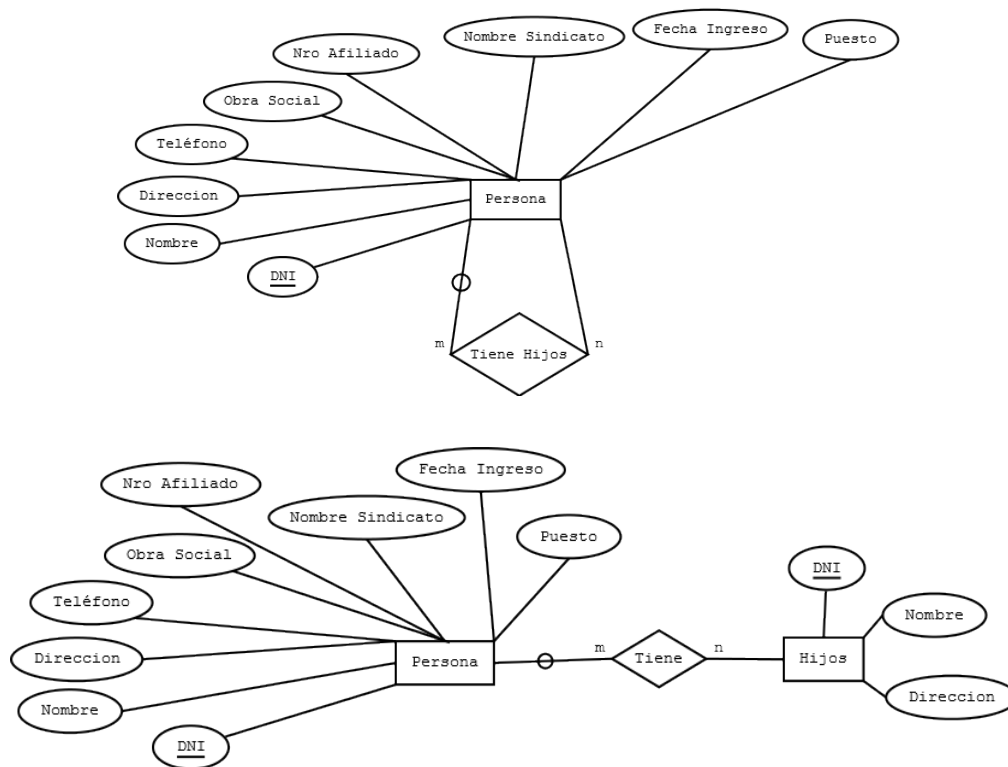 Nombre Sindicato
Fecha Ingreso
Puesto
Nro Afiliado
Obra Social
Teléfono
Direccion
Persona
Nombre
DNI
m
n
Tiene Hijos
Fecha Ingreso
Nro Afiliado
Nombre Sindicato
Puesto
Obra Social
DNI
Teléfono
Nombre
m
n
Direccion
Persona
Tiene
Hijos
Direccion
Nombre
DNI